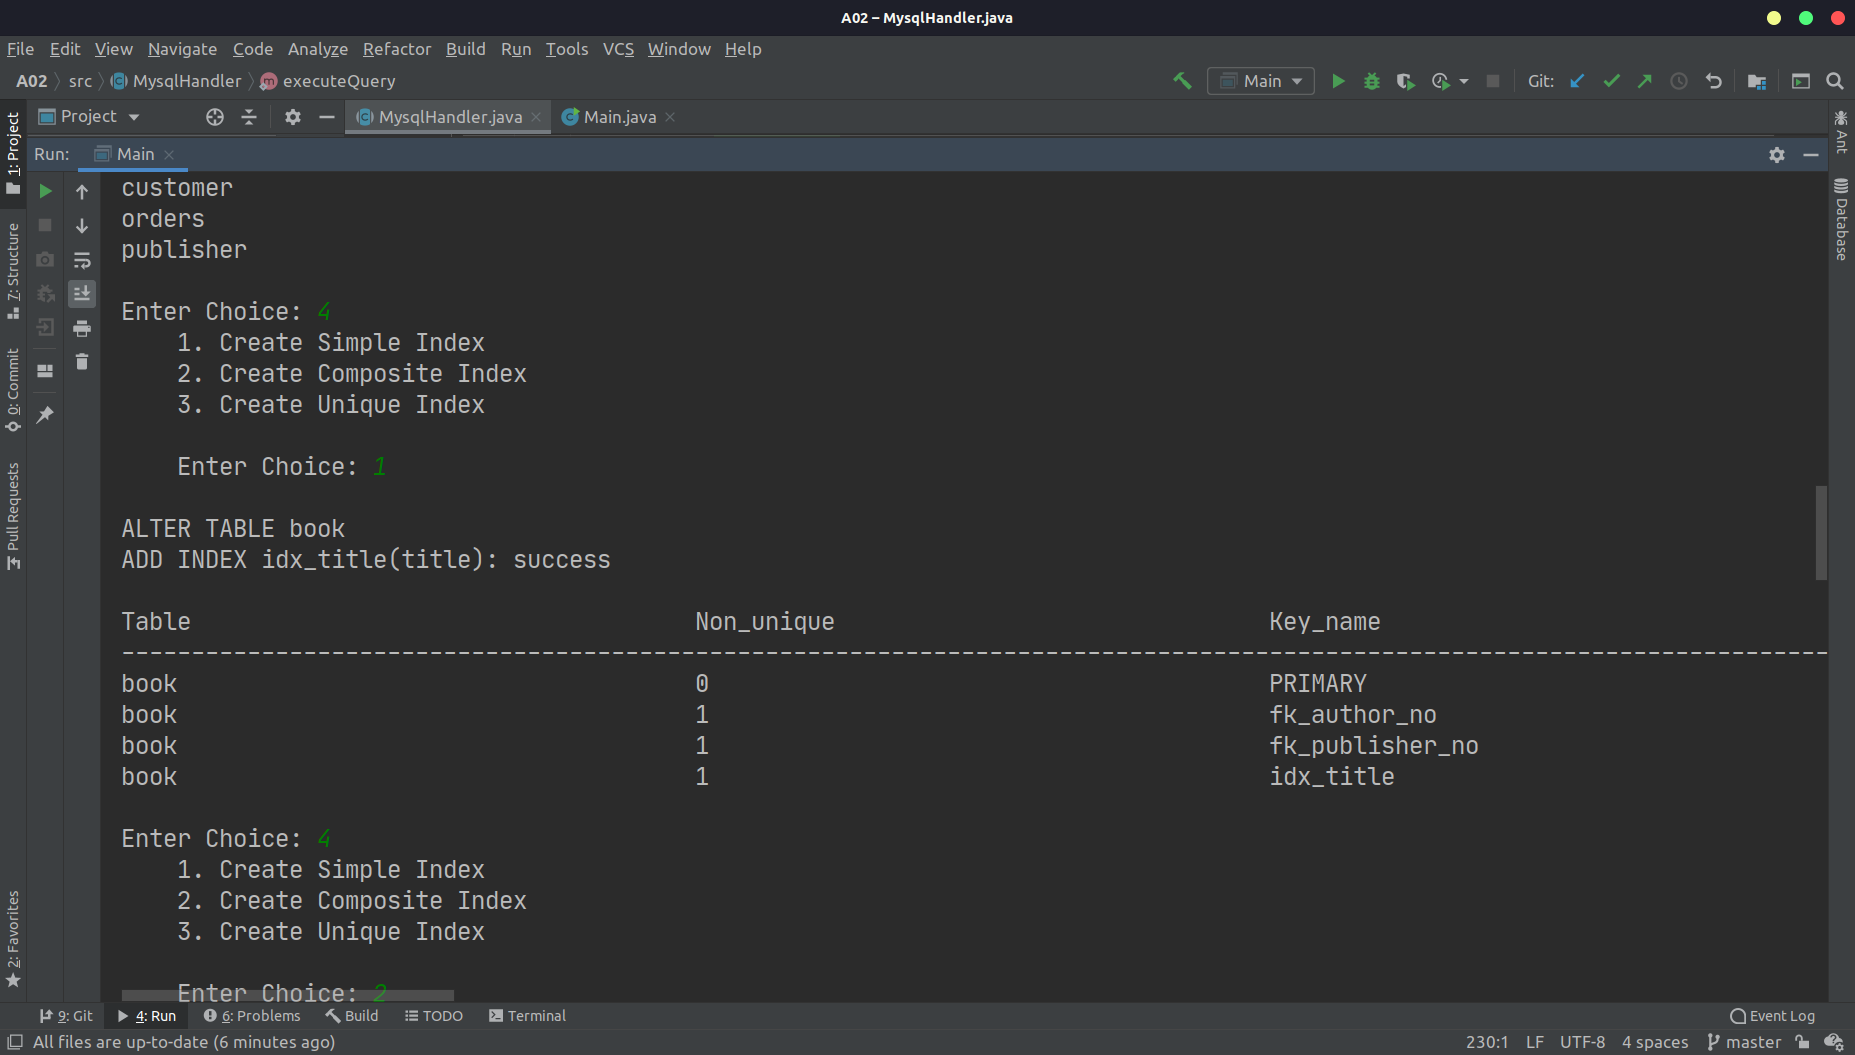 A02 – MysqlHandler.java
File Edit View Navigate Code Analyze Refactor Build Run Tools VCS Window Help
A02 src MysqlHandler executeQuery Main Git:
Project MysqlHandler.java Main.java
Run: Main
customer
orders
publisher
Enter Choice: 4
1. Create Simple Index
2. Create Composite Index
3. Create Unique Index
Enter Choice: 1
ALTER TABLE book
ADD INDEX idx_title(title): success
Table Non_unique Key_name
--------------------------------------------------------------------------------------------------------------------------
book 0 PRIMARY
book 1 fk_author_no
book 1 fk_publisher_no
book 1 idx_title
Enter Choice: 4
1. Create Simple Index
2. Create Composite Index
3. Create Unique Index
Enter Choice: 2
1: Project
7: Structure
0: Commit
Pull Requests
2: Favorites
Ant
Database
9: Git 4: Run 6: Problems Build TODO Terminal Event Log
All files are up-to-date (6 minutes ago) 230:1 LF UTF-8 4 spaces master